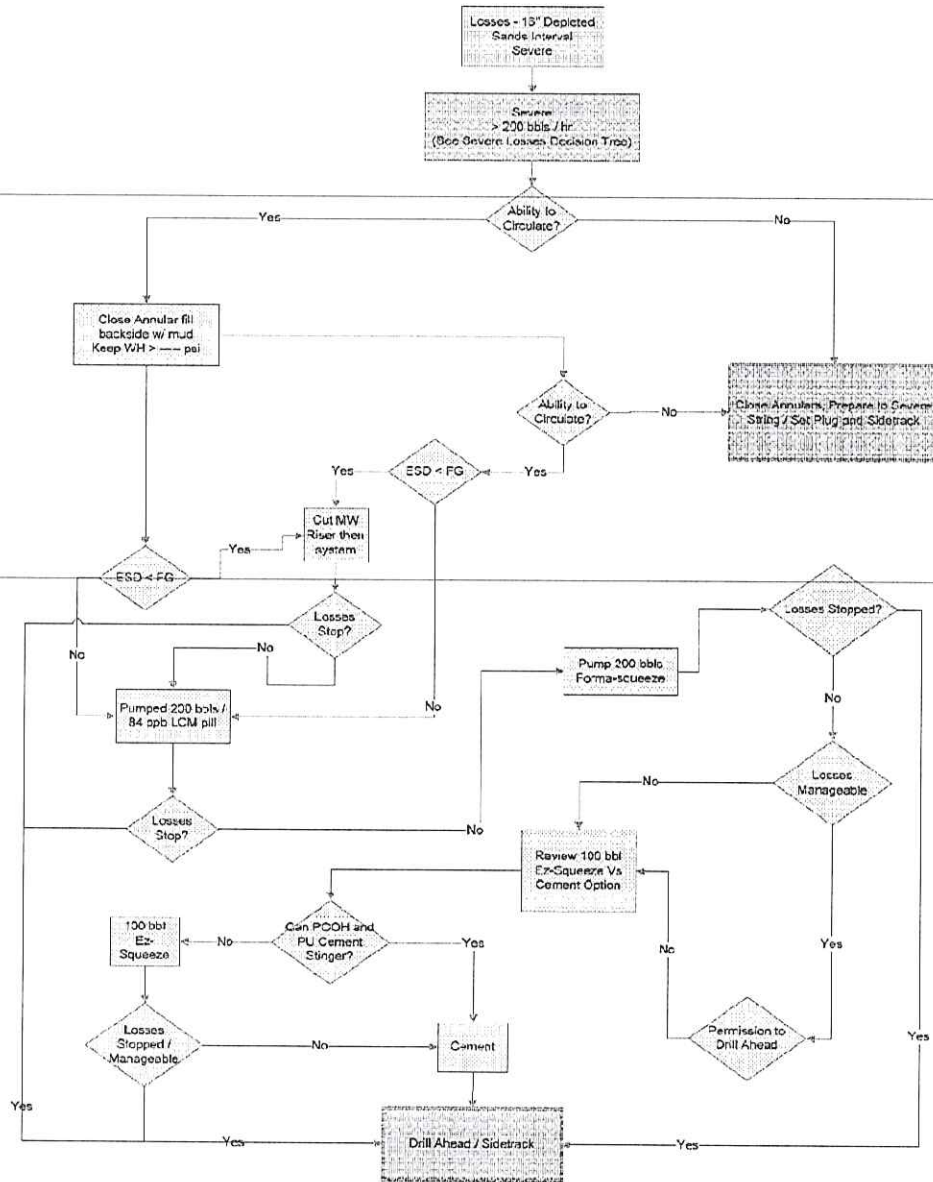 Losses - 16" Depleted
Sands Interval
Severe
Severe
> 200 bbls / hr
(See Severe Losses Decision Tree)
Ability to
Circulate?
Yes
No
Close Annular fill
backside w/ mud
Keep WH > ---- psi
Ability to
Circulate?
No
Close Annulars, Prepare to Severe
String / Set Plug and Sidetrack
Yes
ESD < FG
Yes
Cut MW
Riser then
system
Yes
ESD < FG
Losses
Stop?
Losses Stopped?
No
No
Pump 200 bbls
Forma-squeeze
No
Pumped 200 bbls /
84 ppb LCM pill
No
Losses
Manageable
No
Losses
Stop?
No
Review 100 bbl
Ez-Squeeze Vs
Cement Option
100 bbl
Ez-
Squeeze
No
Can POOH and
PU Cement
Stinger?
Yes
No
Yes
Losses
Stopped /
Manageable
No
Cement
Permission to
Drill Ahead
Yes
Yes
Yes
Drill Ahead / Sidetrack
Yes